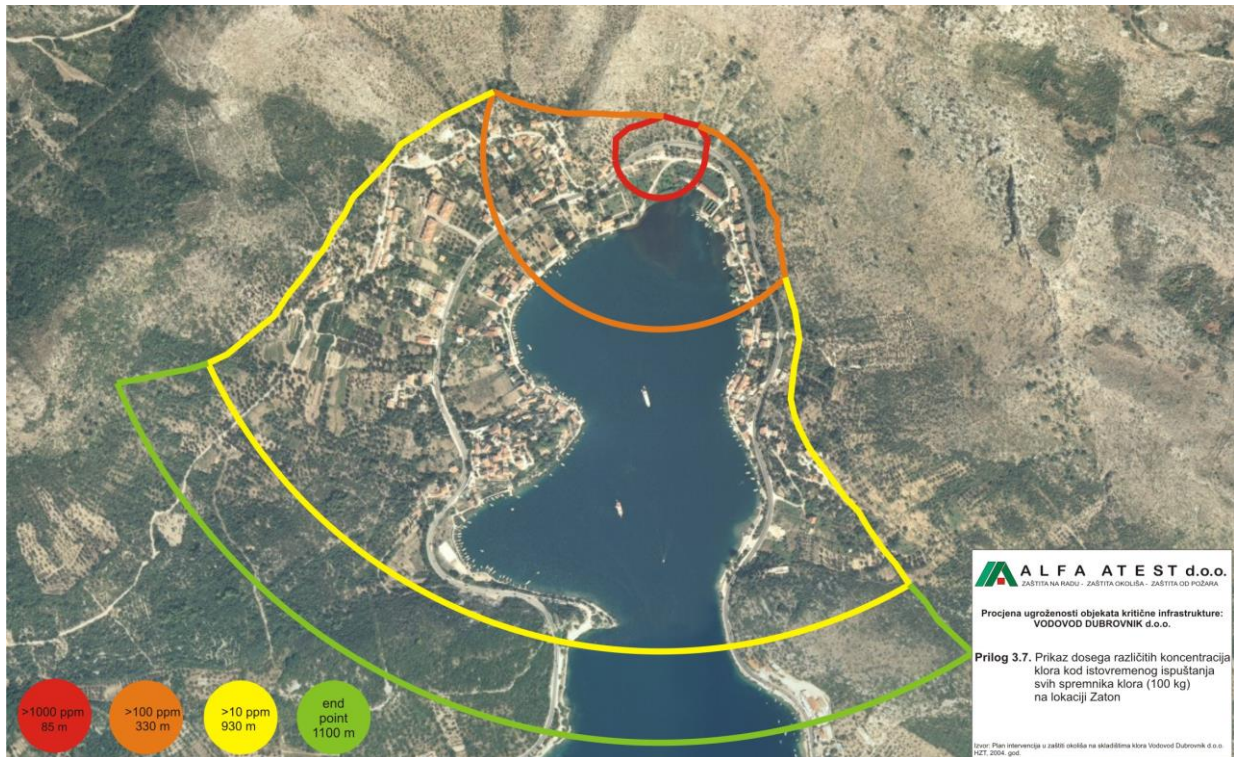 >1000 ppm
85 m
>100 ppm
330 m
>10 ppm
930 m
end
point
1100 m
ALFA ATEST d.o.o.
ZAŠTITA NA RADU - ZAŠTITA OKOLIŠA - ZAŠTITA OD POŽARA
Procjena ugroženosti objekata kritične infrastrukture:
VODOVOD DUBROVNIK d.o.o.
Prilog 3.7. Prikaz dosega različitih koncentracija
klora kod istovremenog ispuštanja
svih spremnika klora (100 kg)
na lokaciji Zaton
Izvor: Plan intervencija u zaštiti okoliša na skladištima klora Vodovod Dubrovnik d.o.o.
HZT, 2004. god.